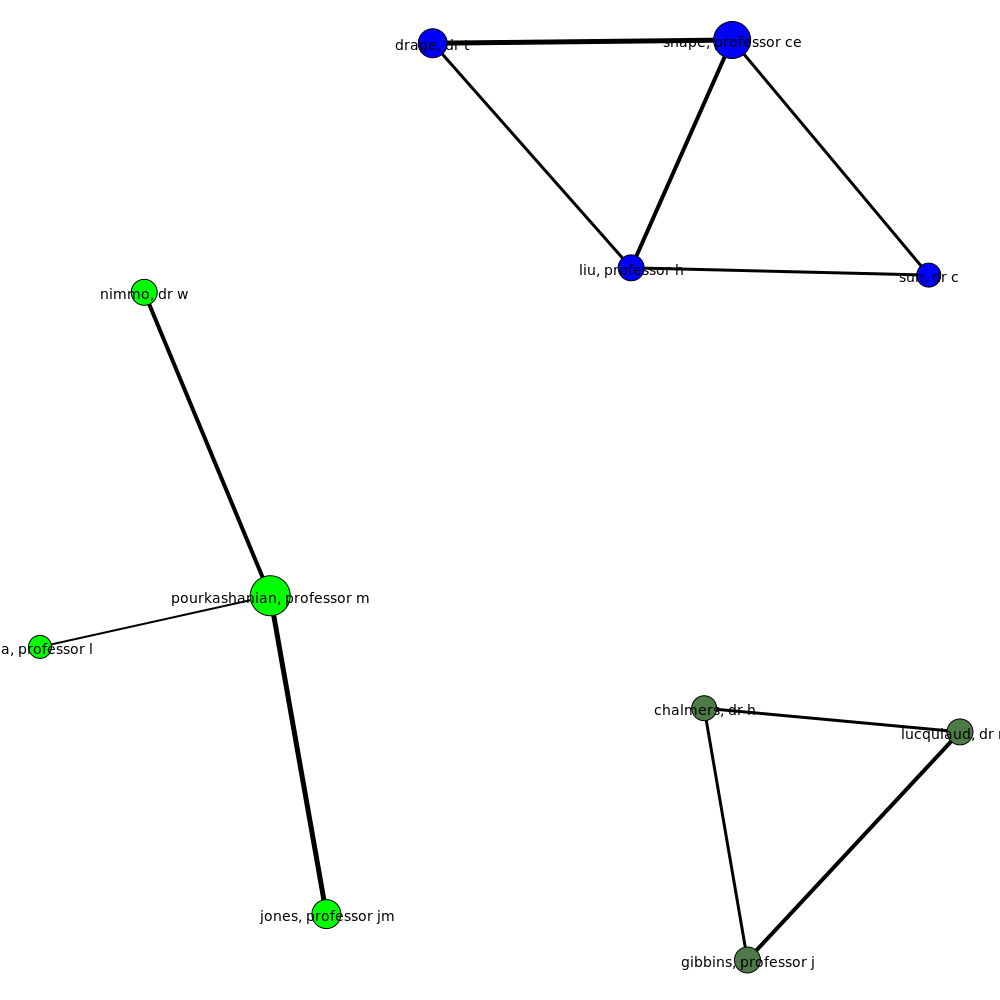 drage, dr t
snape, professor ce
liu, professor h
sun, dr c
nimmo, dr w
pourkashanian, professor m
a, professor l
chalmers, dr h
lucquiaud, dr
jones, professor jm
gibbins, professor j